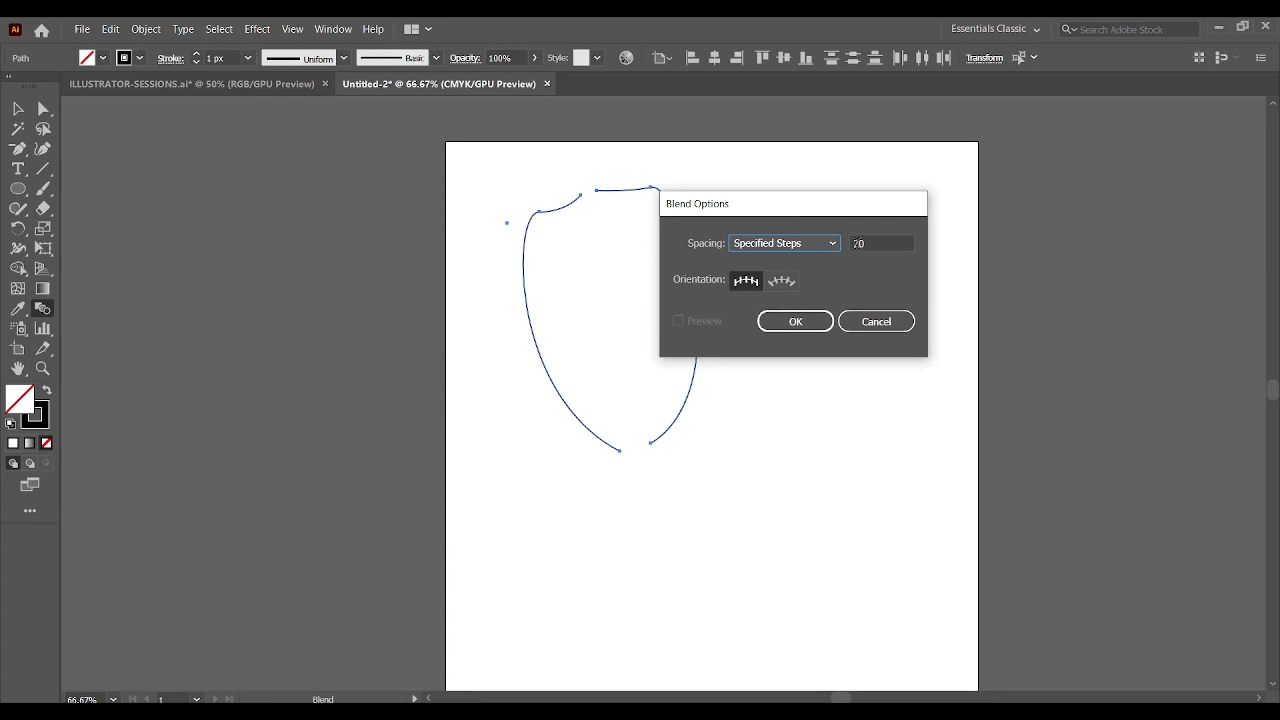 Ai File Edit Object Type Select Effect View Window Help Essentials Classic Search Adobe Stock
Path Stroke: 1 px Uniform Basic Opacity: 100% Style: Transform
ILLUSTRATOR-SESSIONS.ai* @ 50% (RGB/GPU Preview) × Untitled-2* @ 66.67% (CMYK/GPU Preview) ×
Blend Options
Spacing: Specified Steps 20
Orientation:
Preview OK Cancel
66.67% 1 Blend